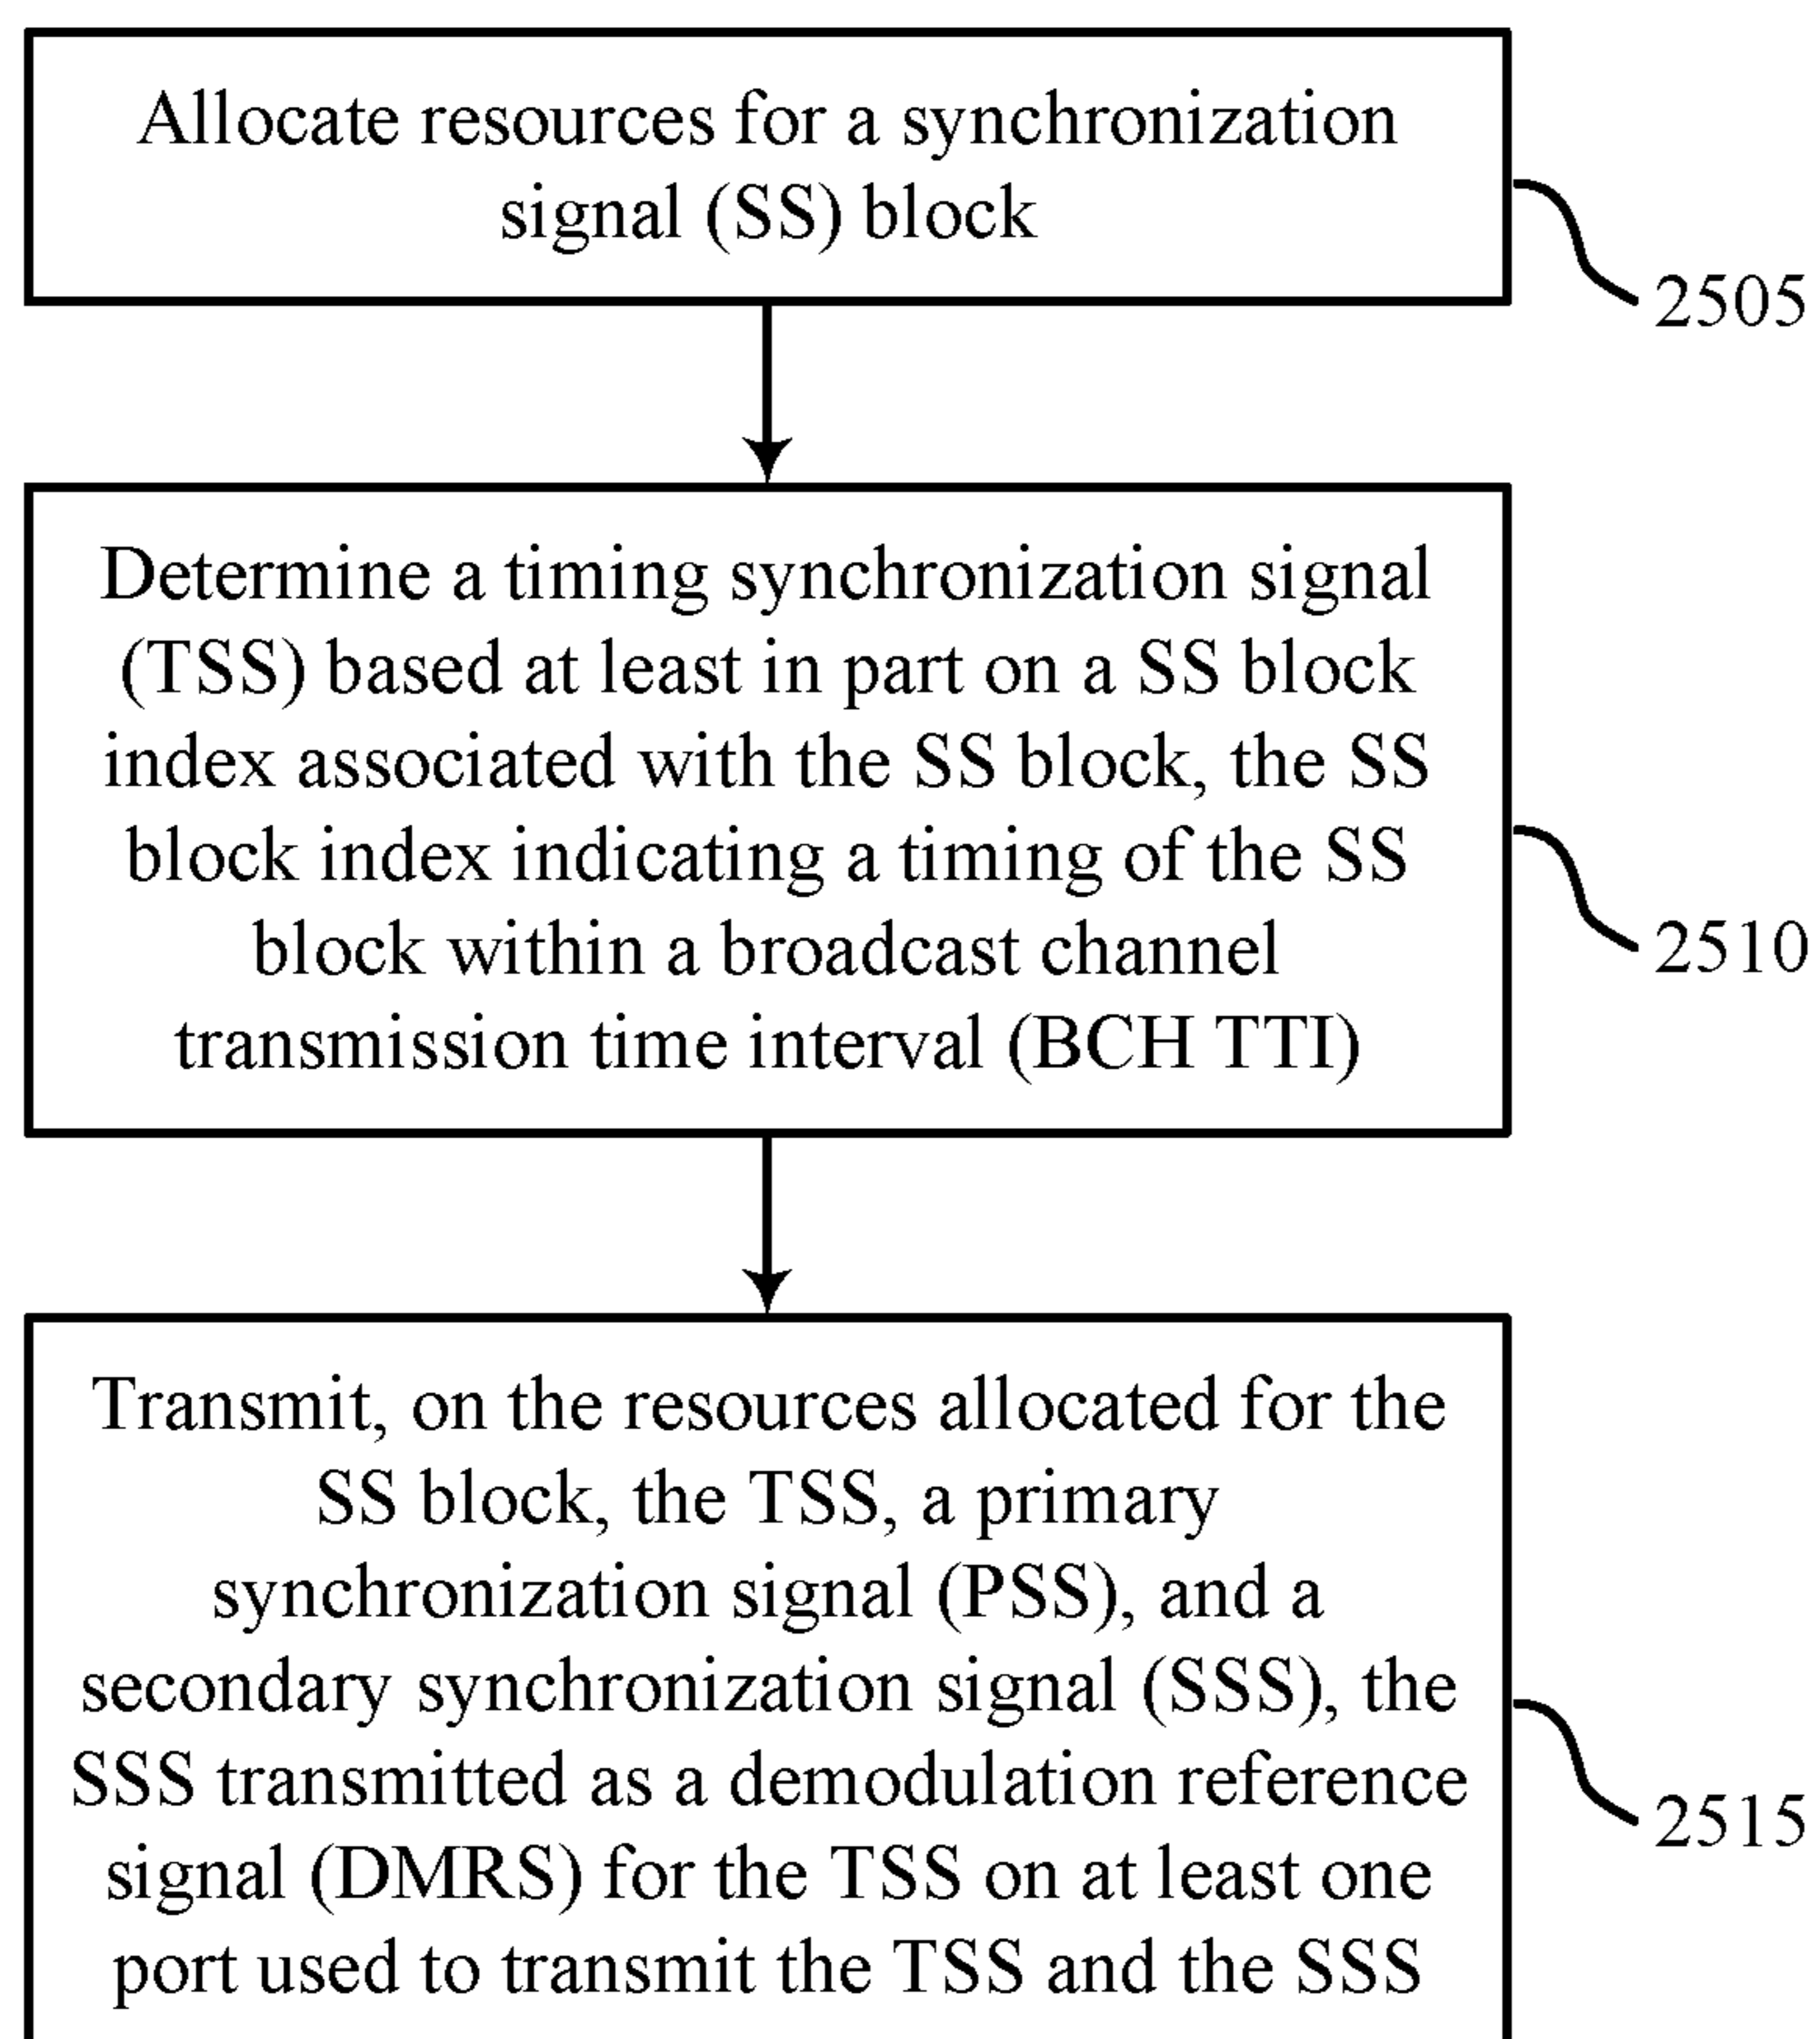 Allocate resources for a synchronization
signal (SS) block
2505
Determine a timing synchronization signal
(TSS) based at least in part on a SS block
index associated with the SS block, the SS
block index indicating a timing of the SS
block within a broadcast channel
transmission time interval (BCH TTI)
2510
Transmit, on the resources allocated for the
SS block, the TSS, a primary
synchronization signal (PSS), and a
secondary synchronization signal (SSS), the
SSS transmitted as a demodulation reference
signal (DMRS) for the TSS on at least one
port used to transmit the TSS and the SSS
2515